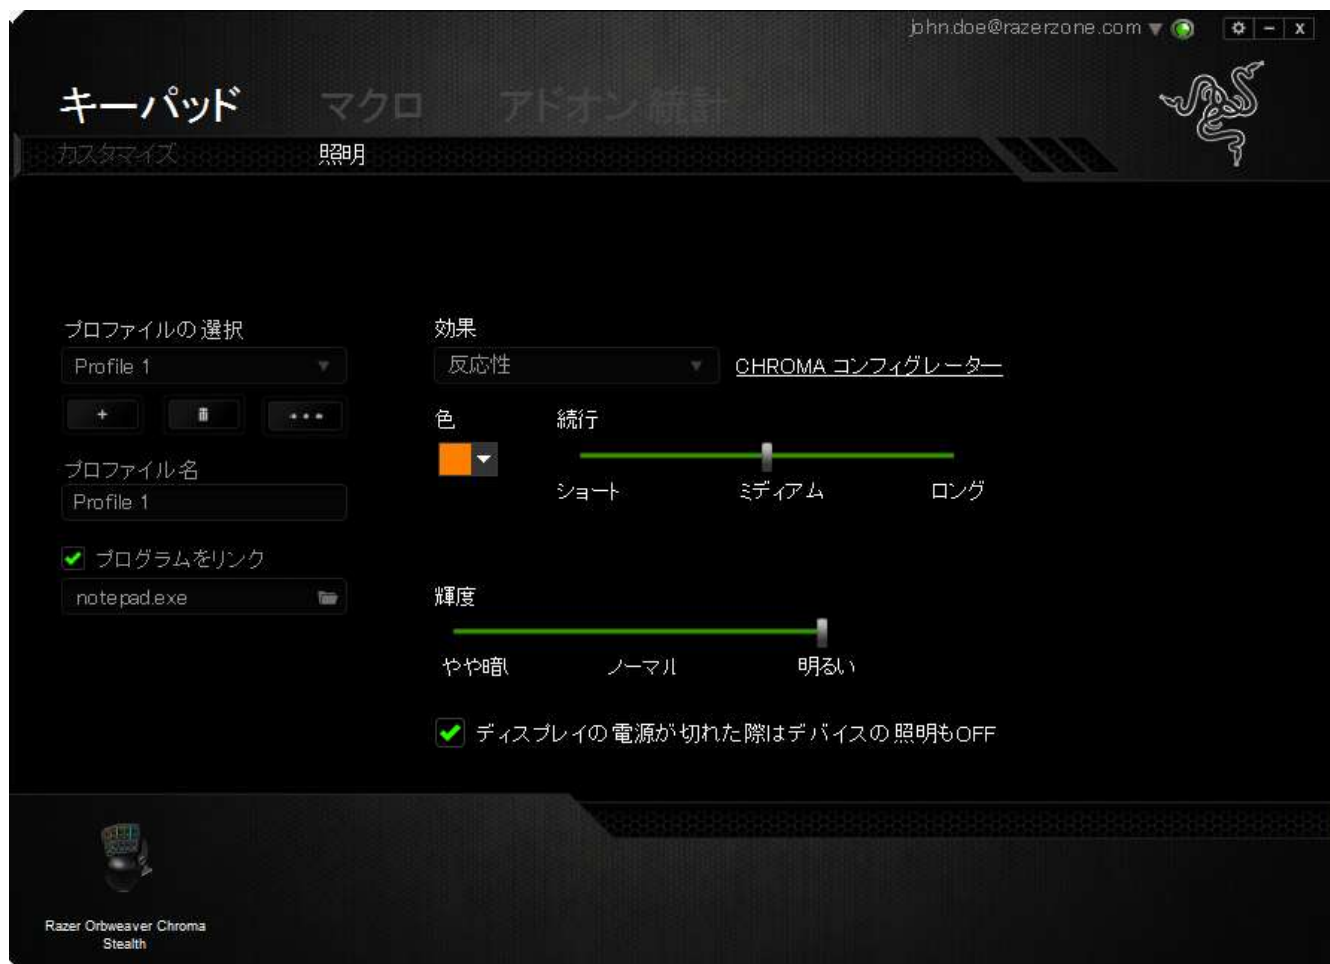 john.doe@razerzone.com
キーパッド マクロ アドオン 統計
カスタマイズ 照明
プロファイルの選択
Profile 1
+
プロファイル名
Profile 1
プログラムをリンク
notepad.exe
効果
反応性 CHROMA コンフィグレーター
色 続行
ショート ミディアム ロング
輝度
やや暗い ノーマル 明るい
ディスプレイの電源が切れた際はデバイスの照明もOFF
Razer Orbweaver Chroma
Stealth